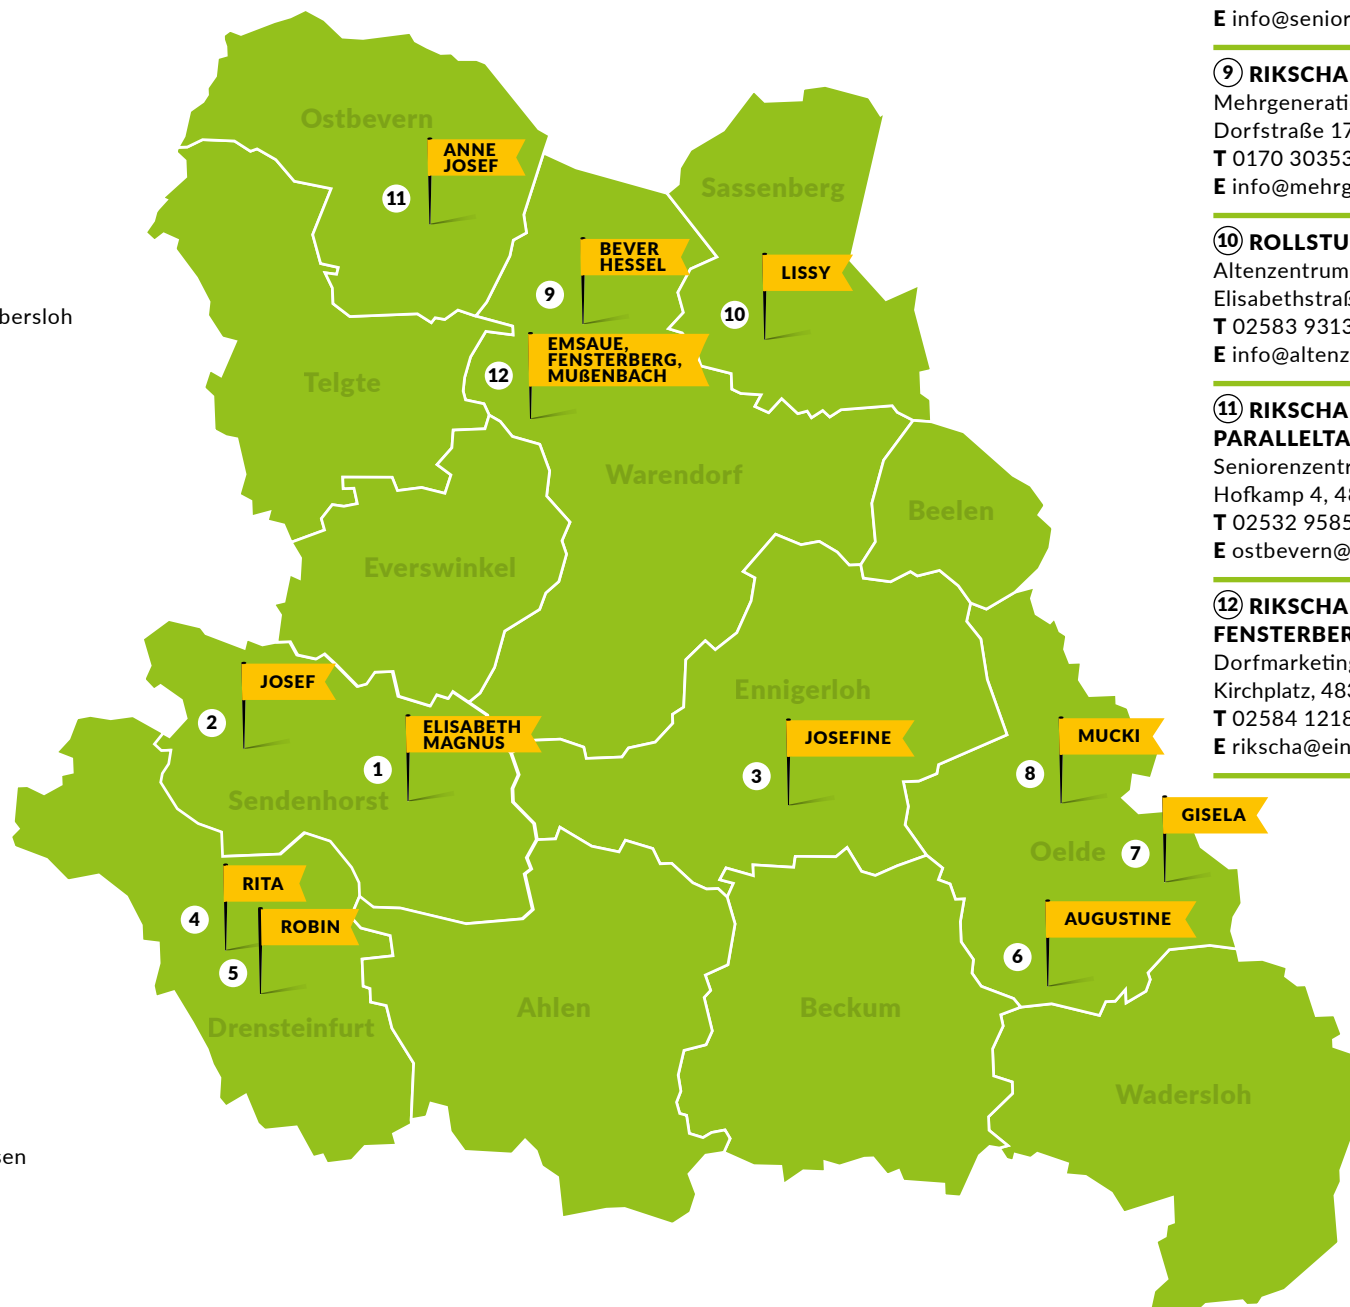 Ostbevern
ANNE
JOSEF
11
Sassenberg
BEVER
HESSEL
9
LISSY
10
EMSAUE,
FENSTERBERG,
MUßENBACH
12
Telgte
Warendorf
Beelen
Everswinkel
JOSEF
2
ELISABETH
MAGNUS
1
Sendenhorst
Ennigerloh
JOSEFINE
3
MUCKI
8
GISELA
7
Oelde
RITA
4
ROBIN
5
AUGUSTINE
6
Drensteinfurt
Ahlen
Beckum
Wadersloh
bersloh
sen
E info@senior
9 RIKSCHA
Mehrgenerati
Dorfstraße 17
T 0170 30353
E info@mehrg
10 ROLLSTU
Altenzentrum
Elisabethstraß
T 02583 9313
E info@altenz
11 RIKSCHA
PARALLELTA
Seniorenzentr
Hofkamp 4, 48
T 02532 9585
E ostbevern@
12 RIKSCHA
FENSTERBER
Dorfmarketing
Kirchplatz, 483
T 02584 1218
E rikscha@ein